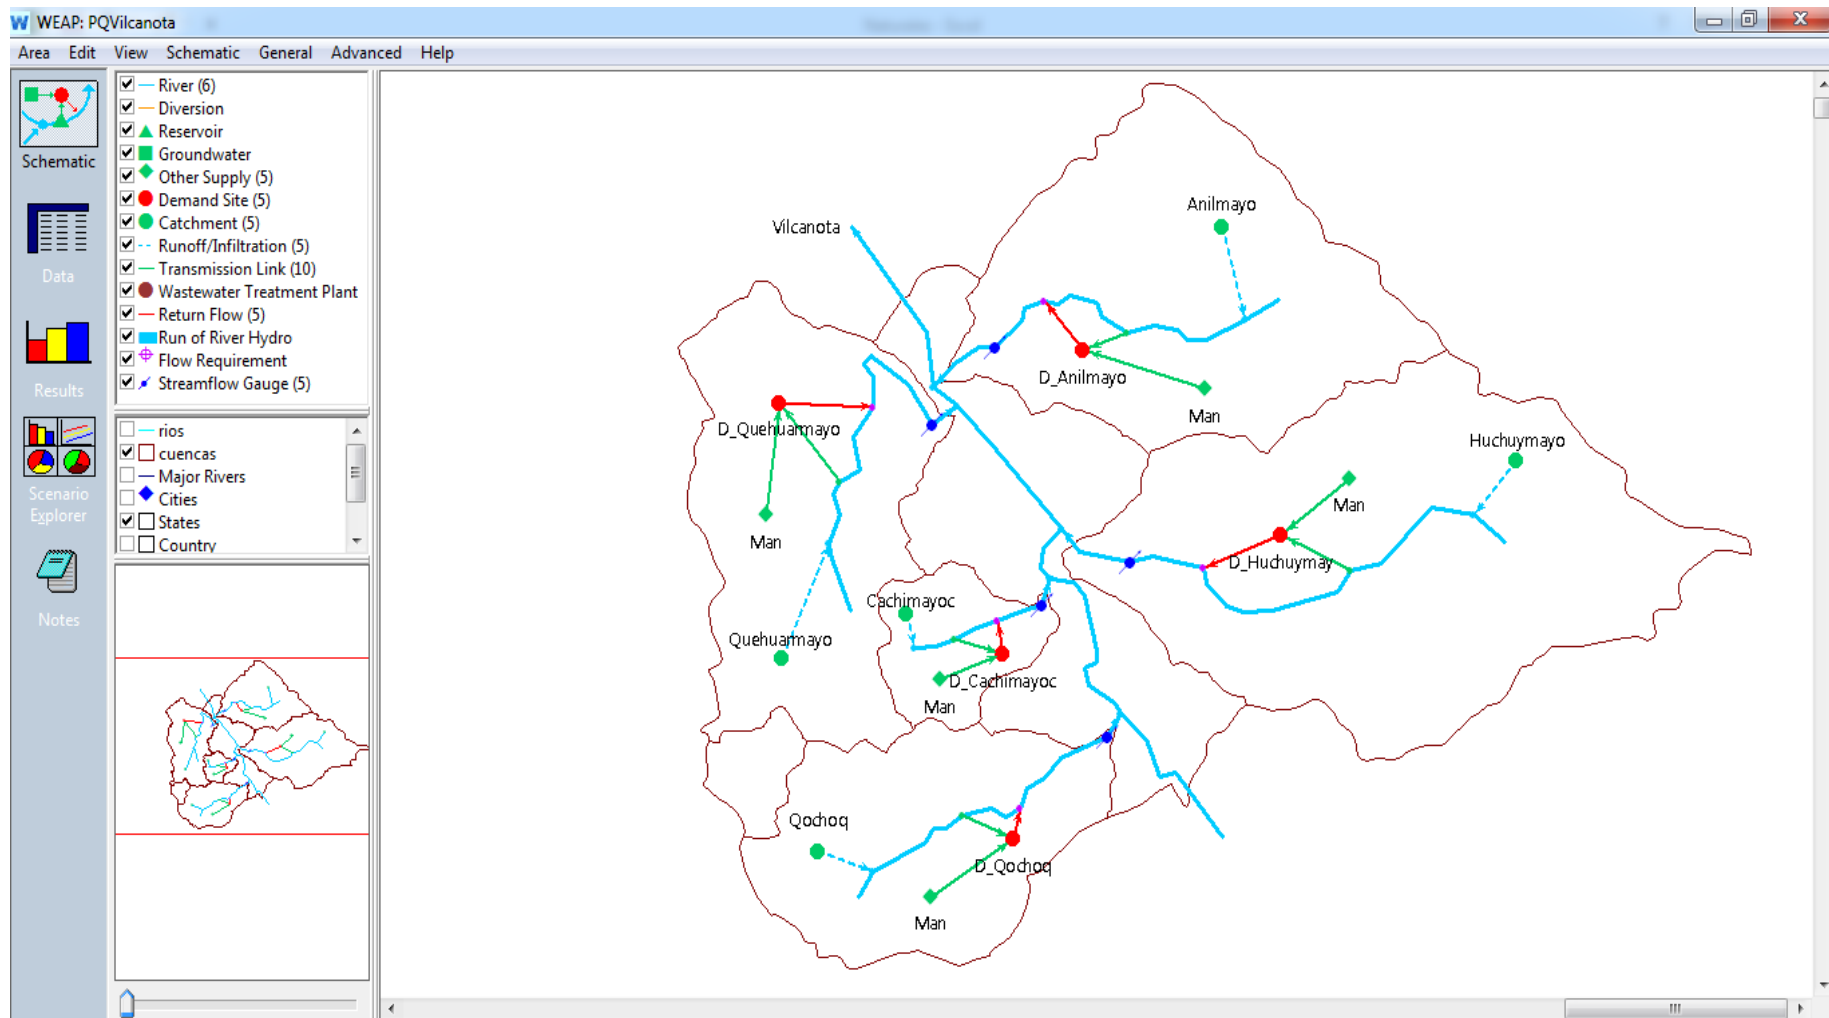 WEAP: PQVilcanota
Area Edit View Schematic General Advanced Help
Schematic
Data
Results
Scenario
Explorer
Notes
River (6)
Diversion
Reservoir
Groundwater
Other Supply (5)
Demand Site (5)
Catchment (5)
Runoff/Infiltration (5)
Transmission Link (10)
Wastewater Treatment Plant
Return Flow (5)
Run of River Hydro
Flow Requirement
Streamflow Gauge (5)
rios
cuencas
Major Rivers
Cities
States
Country
Anilmayo
Vilcanota
D_Anilmayo
Man
D_Quehuarmayo
Huchuymayo
Man
Man
D_Huchuymay
Cachimayoc
Quehuarmayo
D_Cachimayoc
Man
Qochoq
D_Qochoq
Man